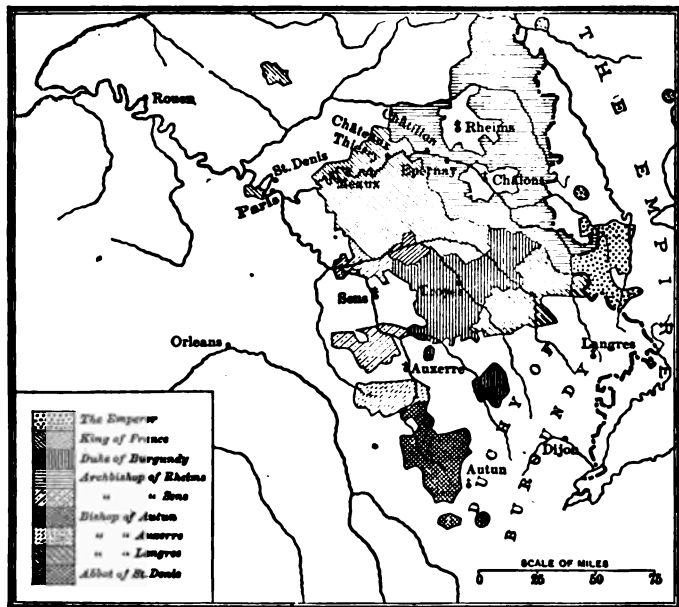 THE EMPIRE
Rouen
Rheims
Châtillon
Château
Thierry
St. Denis
Epernay
Châlons
Meaux
Paris
Troyes
Sens
Orleans
Langres
Auxerre
DUCHY OF
BURGUNDY
Dijon
Autun
The Emperor
King of France
Duke of Burgundy
Archbishop of Rheims
" " Sens
Bishop of Autun
" " Auxerre
" " Langres
Abbot of St. Denis
SCALE OF MILES
0 25 50 75